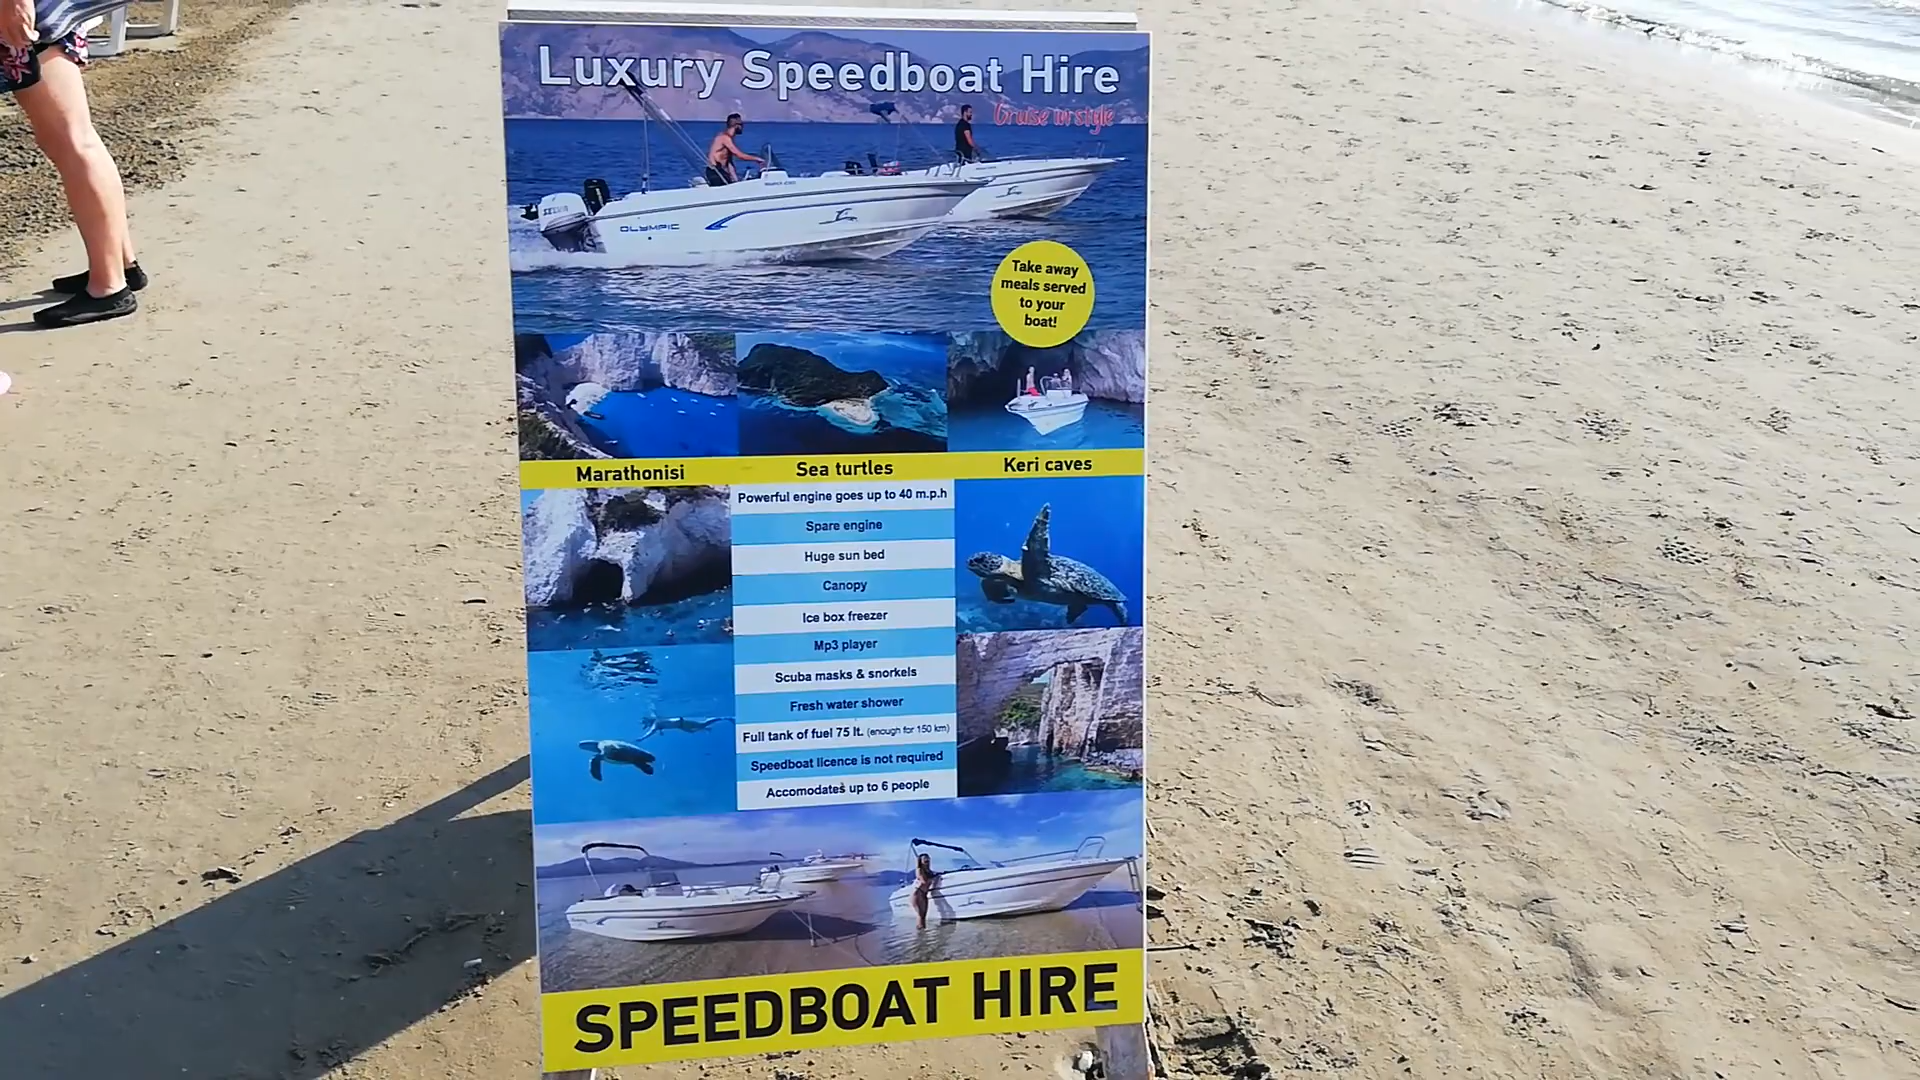 Luxury Speedboat Hire
Cruise in style
SELVA
OLYMPIC
Take away
meals served
to your
boat!
Marathonisi
Sea turtles
Keri caves
Powerful engine goes up to 40 m.p.h
Spare engine
Huge sun bed
Canopy
Ice box freezer
Mp3 player
Scuba masks & snorkels
Fresh water shower
Full tank of fuel 75 lt. (enough for 150 km)
Speedboat licence is not required
Accomodates up to 6 people
SPEEDBOAT HIRE